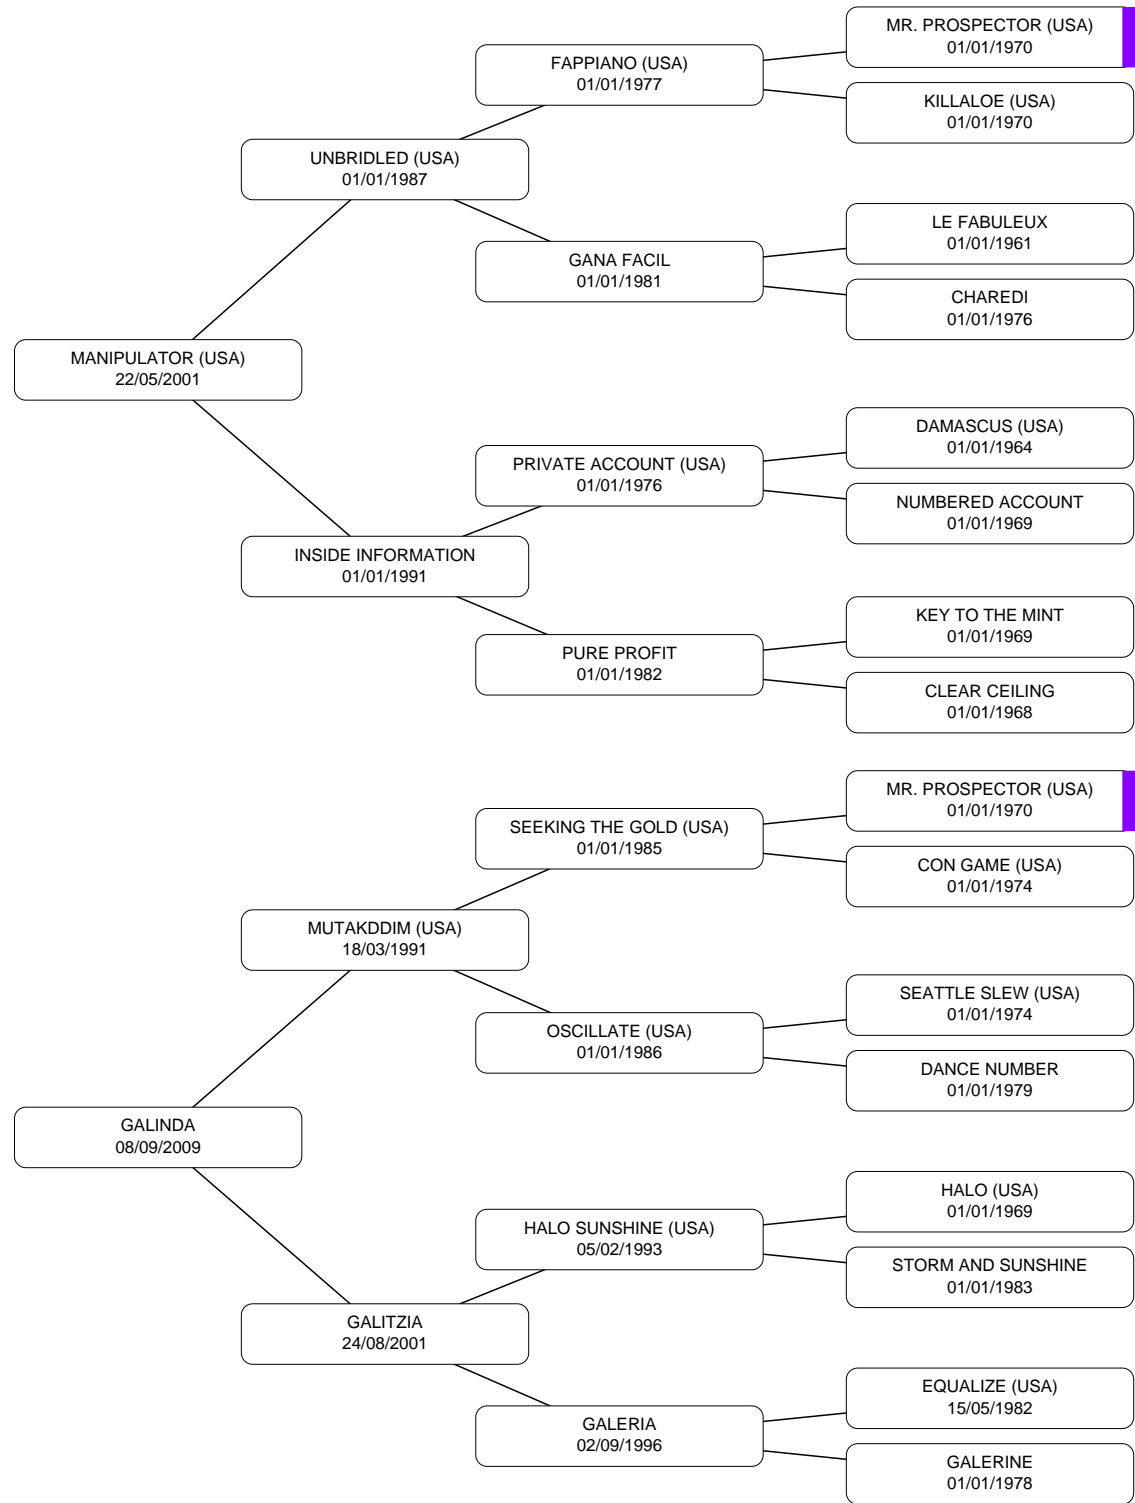 MR. PROSPECTOR (USA)
01/01/1970
FAPPIANO (USA)
01/01/1977
KILLALOE (USA)
01/01/1970
UNBRIDLED (USA)
01/01/1987
LE FABULEUX
01/01/1961
GANA FACIL
01/01/1981
CHAREDI
01/01/1976
MANIPULATOR (USA)
22/05/2001
DAMASCUS (USA)
01/01/1964
PRIVATE ACCOUNT (USA)
01/01/1976
NUMBERED ACCOUNT
01/01/1969
INSIDE INFORMATION
01/01/1991
KEY TO THE MINT
01/01/1969
PURE PROFIT
01/01/1982
CLEAR CEILING
01/01/1968
MR. PROSPECTOR (USA)
01/01/1970
SEEKING THE GOLD (USA)
01/01/1985
CON GAME (USA)
01/01/1974
MUTAKDDIM (USA)
18/03/1991
SEATTLE SLEW (USA)
01/01/1974
OSCILLATE (USA)
01/01/1986
DANCE NUMBER
01/01/1979
GALINDA
08/09/2009
HALO (USA)
01/01/1969
HALO SUNSHINE (USA)
05/02/1993
STORM AND SUNSHINE
01/01/1983
GALITZIA
24/08/2001
EQUALIZE (USA)
15/05/1982
GALERIA
02/09/1996
GALERINE
01/01/1978